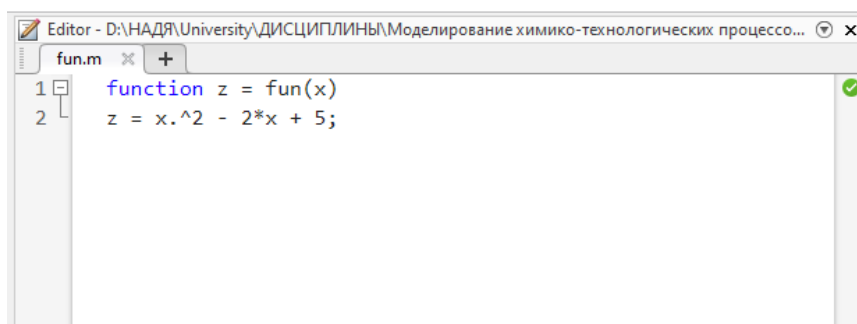 Editor - D:\НАДЯ\University\ДИСЦИПЛИНЫ\Моделирование химико-технологических процессо...
fun.m
1 function z = fun(x)
2 z = x.^2 - 2*x + 5;